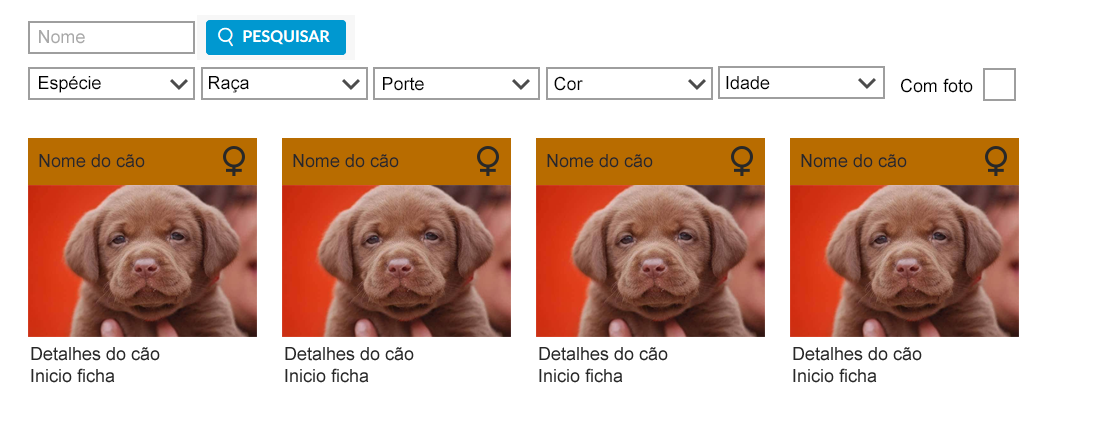 Nome
PESQUISAR
Espécie
Raça
Porte
Cor
Idade
Com foto
Nome do cão
Nome do cão
Nome do cão
Nome do cão
Detalhes do cão
Inicio ficha
Detalhes do cão
Inicio ficha
Detalhes do cão
Inicio ficha
Detalhes do cão
Inicio ficha